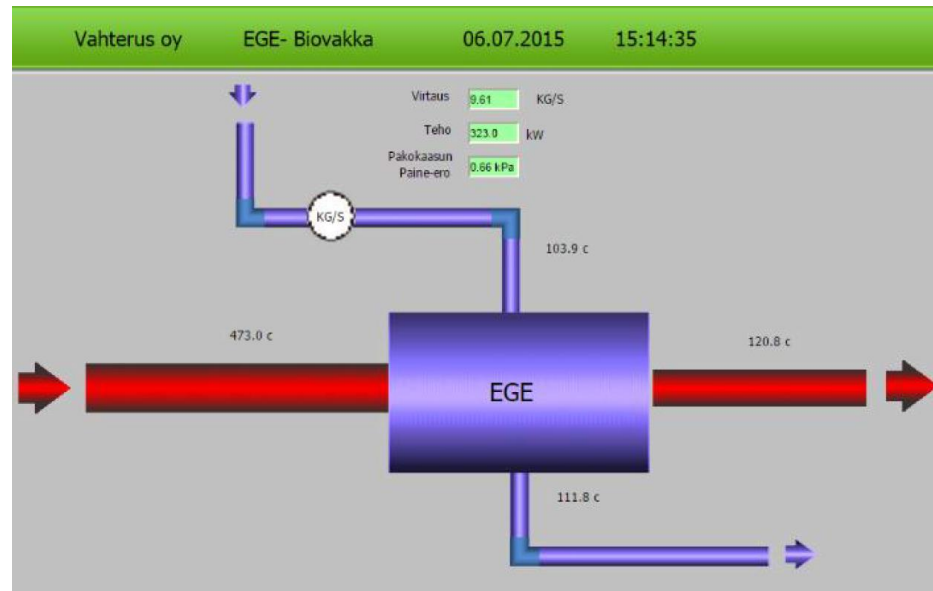 Vahterus oy EGE- Biovakka 06.07.2015 15:14:35
Virtaus 9.61 KG/S
Teho 323.0 kW
Pakokaasun
Paine-ero 0.66 kPa
KG/S
103.9 c
473.0 c
120.8 c
EGE
111.8 c